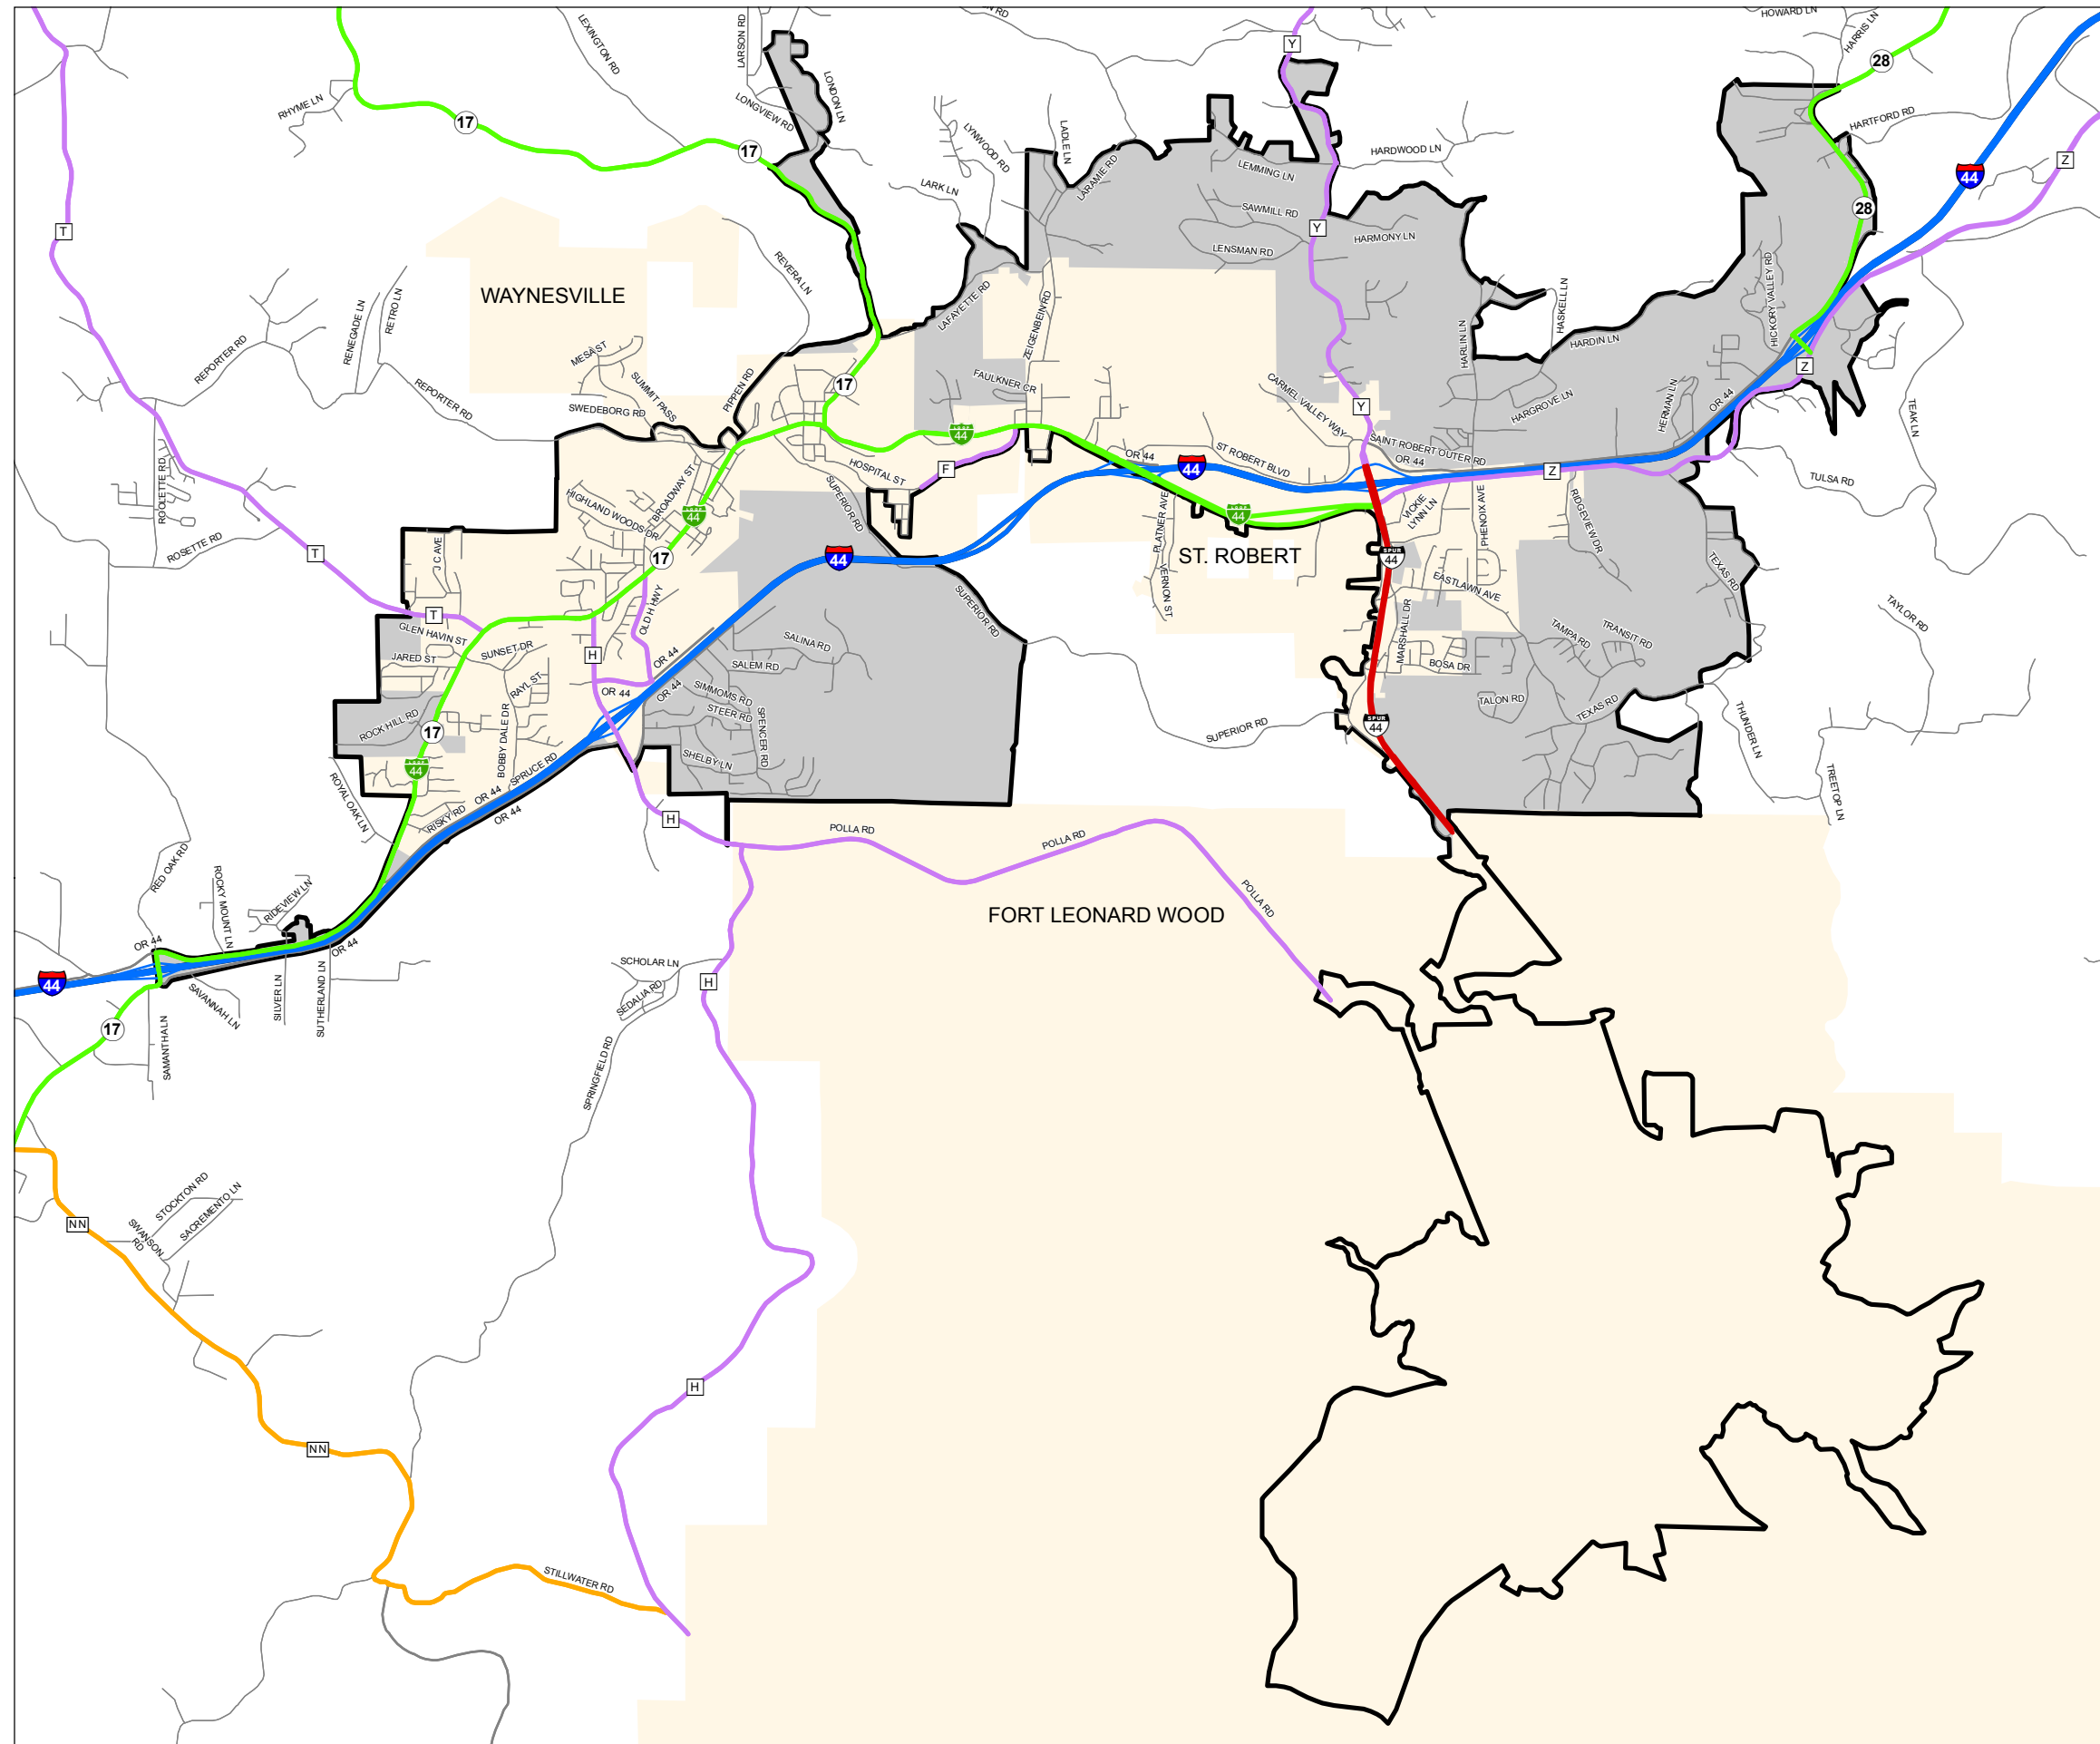 HOWARD LN
LEXINGTON RD
LARSON RD
RD
Y
HARRIS LN
28
LONDON LN
RHYME LN
LONGVIEW RD
17
17
LYNWOOD RD
LADLE LN
HARTFORD RD
HARDWOOD LN
Z
44
LARK LN
LARAMIE RD
LEMMING LN
T
SAWMILL RD
28
Y
HARMONY LN
LENSMAN RD
REVERA LN
HICKORY VALLEY RD
WAYNESVILLE
LAFAYETTE RD
HASKELL LN
RENEGADE LN
RETRO LN
ZEIGENBEIN RD
HARLIN LN
HARDIN LN
REPORTER RD
MESA ST
Z
REPORTER RD
SUMMIT PASS
PIPPEN RD
17
FAULKNER CR
CARMEL VALLEY WAY
HARGROVE LN
HERMAN LN
OR 44
SWEDEBORG RD
Y
TEAK LN
LOOP
44
SAINT ROBERT OUTER RD
OR 44
OR 44
ST ROBERT BLVD
44
F
Z
HOSPITAL ST
ROOLETTE RD
BROADWAY ST
SUPERIOR RD
TULSA RD
HIGHLAND WOODS DR
44
LOOP
44
PLATNER AVE
VICKIE
LYNN LN
PHENOIX AVE
RIDGEVIEW DR
ROSETTE RD
T
J C AVE
17
44
ST. ROBERT
SPUR
44
TEXAS RD
VERNON ST
EASTLAWN AVE
SUPERIOR RD
TAYLOR RD
T
OLD H HWY
GLEN HAVIN ST
SUNSET DR
JARED ST
H
OR 44
SALINA RD
SALEM RD
MARSHALL DR
TAMPA RD
TRANSIT RD
BOSA DR
RAYL ST
OR 44
OR 44
SIMMOMS RD
STEER RD
SPENCER RD
TALON RD
TEXAS RD
ROCK HILL RD
17
BOBBY DALE DR
SUPERIOR RD
SPUR
44
THUNDER LN
44
SPRUCE RD
SHELBY LN
ROYAL OAK LN
OR 44
OR 44
RISKY RD
TREETOP LN
H
POLLA RD
POLLA RD
RED OAK RD
ROCKY MOUNT LN
RIDEVIEW LN
POLLA RD
FORT LEONARD WOOD
OR 44
OR 44
44
SCHOLAR LN
H
SEDALIA RD
SAVANNAH LN
SILVER LN
SUTHERLAND LN
17
SAMANTHA LN
SPRINGFIELD RD
STOCKTON RD
SACREMENTO LN
NN
SWANSON
RD
H
NN
STILLWATER RD